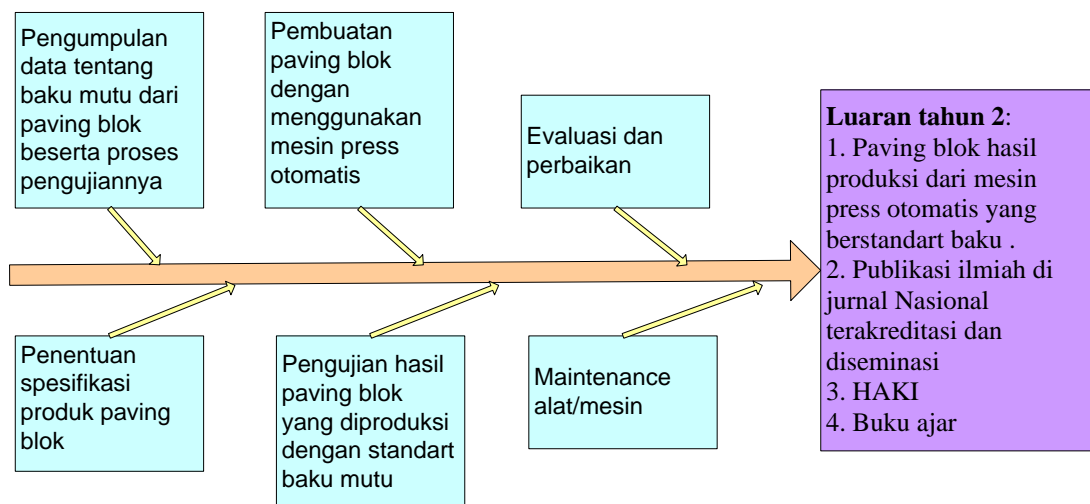 Pengumpulan
data tentang
baku mutu dari
paving blok
beserta proses
pengujiannya
Pembuatan
paving blok
dengan
menggunakan
mesin press
otomatis
Evaluasi dan
perbaikan
Penentuan
spesifikasi
produk paving
blok
Pengujian hasil
paving blok
yang diproduksi
dengan standart
baku mutu
Maintenance
alat/mesin
Luaran tahun 2:
1. Paving blok hasil
produksi dari mesin
press otomatis yang
berstandart baku .
2. Publikasi ilmiah di
jurnal Nasional
terakreditasi dan
diseminasi
3. HAKI
4. Buku ajar